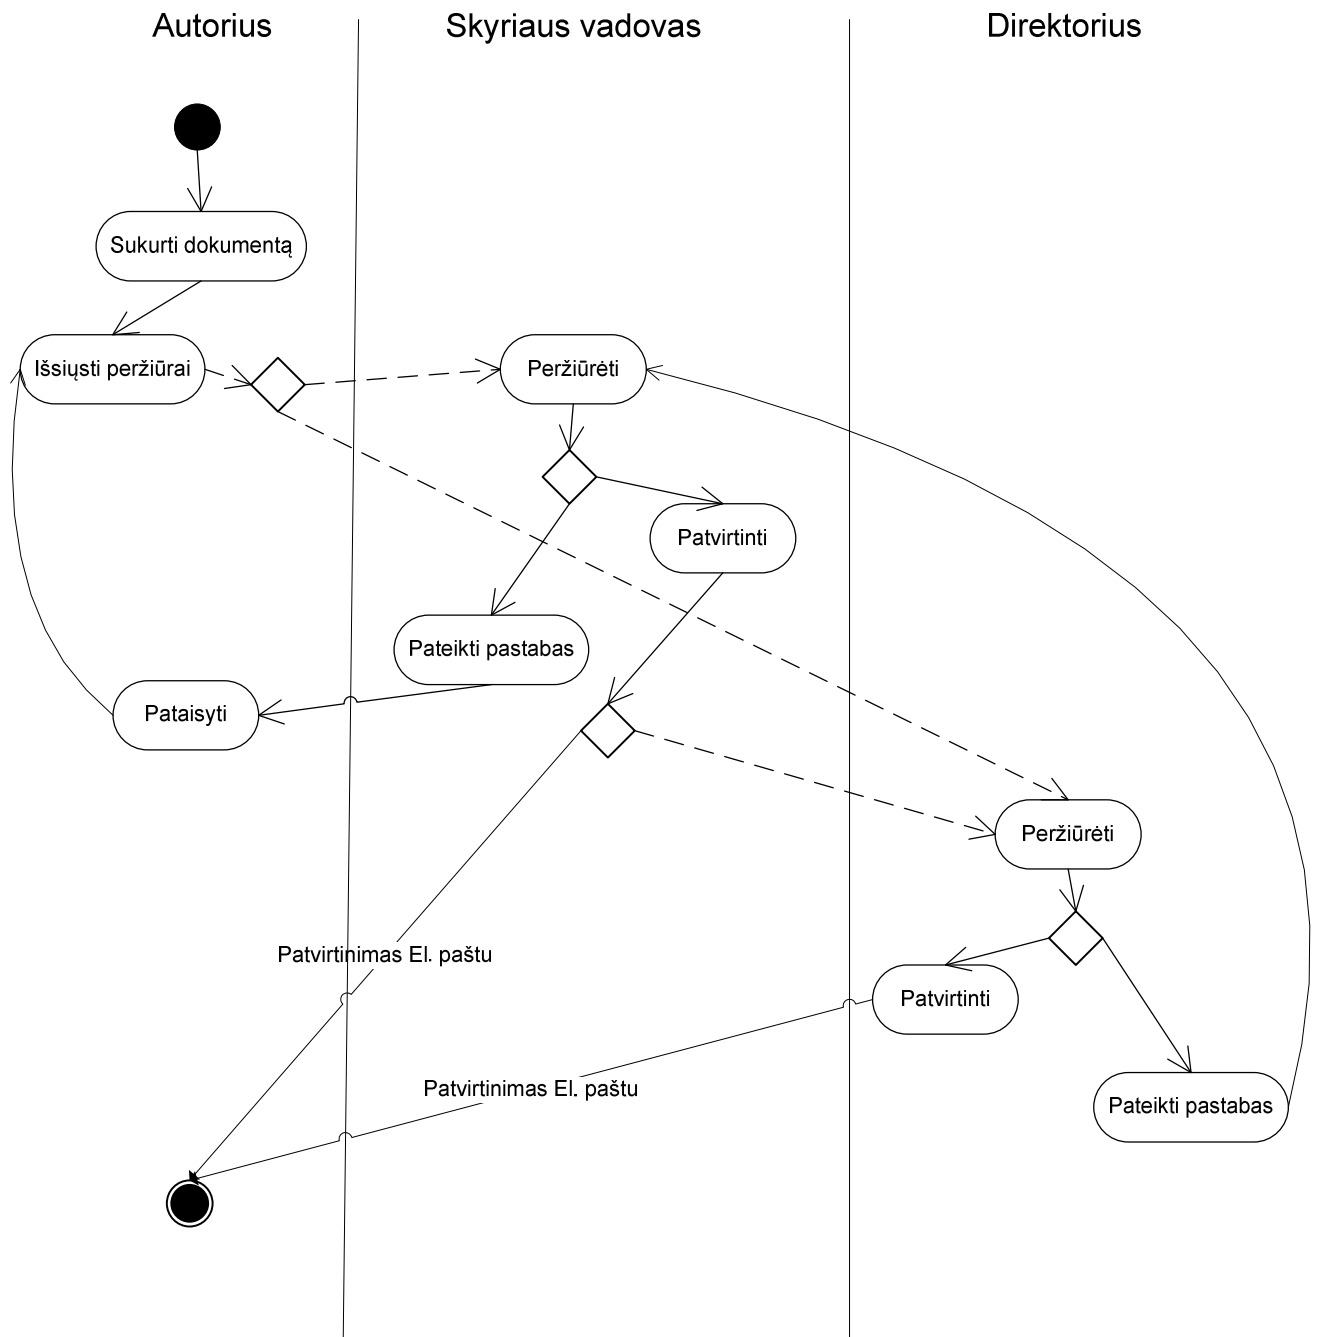 Autorius
Skyriaus vadovas
Direktorius
Sukurti dokumentą
Išsiųsti peržiūrai
Peržiūrėti
Patvirtinti
Pateikti pastabas
Pataisyti
Peržiūrėti
Patvirtinimas El. paštu
Patvirtinti
Patvirtinimas El. paštu
Pateikti pastabas